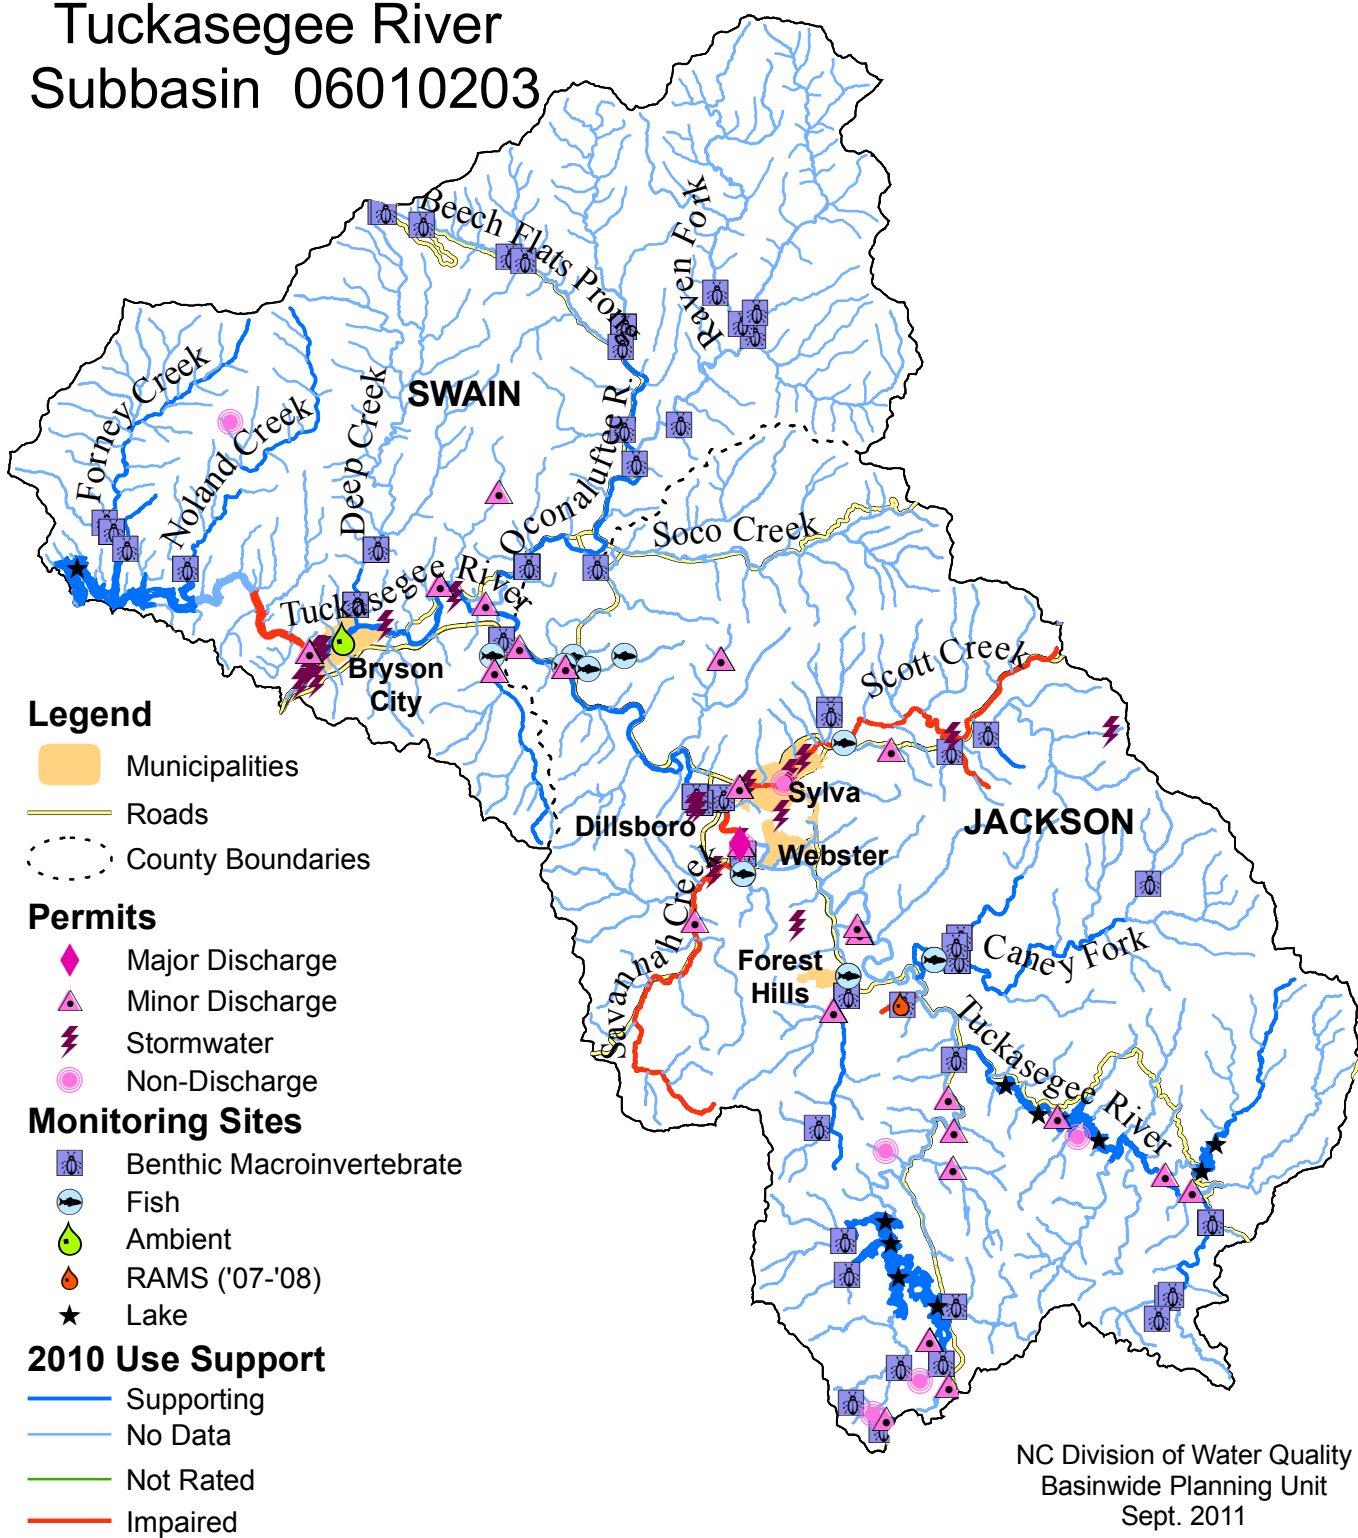 Tuckasegee River
Subbasin 06010203
Beech Flats Prong
Raven Fork
Forney Creek
Noland Creek
Deep Creek
SWAIN
Oconaluftee R.
Soco Creek
Tuckasegee River
Bryson
City
Scott Creek
Sylva
Dillsboro
JACKSON
Webster
Savannah Creek
Forest
Hills
Caney Fork
Tuckasegee River
Legend
Municipalities
Roads
County Boundaries
Permits
Major Discharge
Minor Discharge
Stormwater
Non-Discharge
Monitoring Sites
Benthic Macroinvertebrate
Fish
Ambient
RAMS ('07-'08)
Lake
2010 Use Support
Supporting
No Data
Not Rated
Impaired
NC Division of Water Quality
Basinwide Planning Unit
Sept. 2011